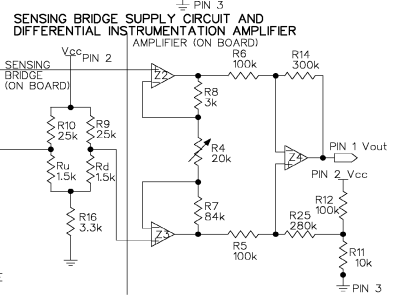 PIN 3
SENSING BRIDGE SUPPLY CIRCUIT AND
DIFFERENTIAL INSTRUMENTATION AMPLIFIER
AMPLIFIER (ON BOARD)
Vcc
PIN 2
SENSING
BRIDGE
(ON BOARD)
R10
25k
R9
25k
Ru
1.5k
Rd
1.5k
R16
3.3k
Z2
R8
3k
R4
20k
R7
84k
Z3
R6
100k
R14
300k
Z4
PIN 1 Vout
PIN 2 Vcc
R5
100k
R25
280k
R12
100k
R11
10k
PIN 3